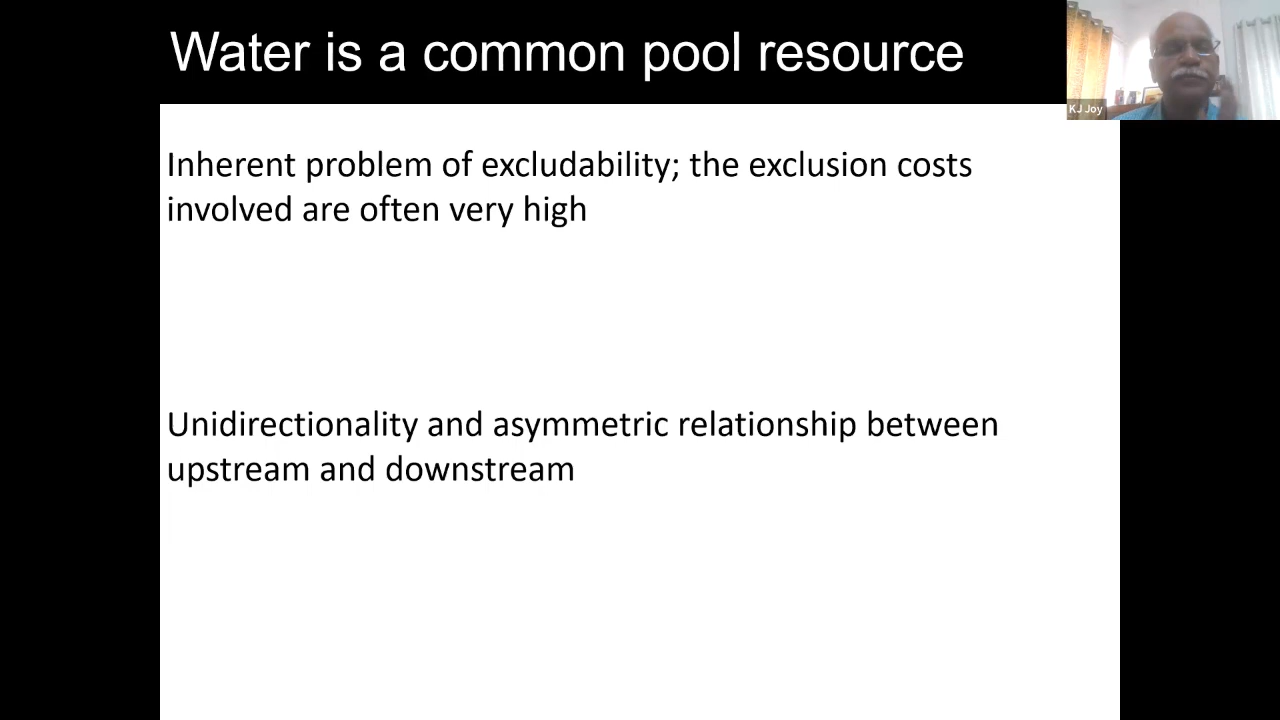 Water is a common pool resource
KJ Joy
Inherent problem of excludability; the exclusion costs
involved are often very high
Unidirectionality and asymmetric relationship between
upstream and downstream